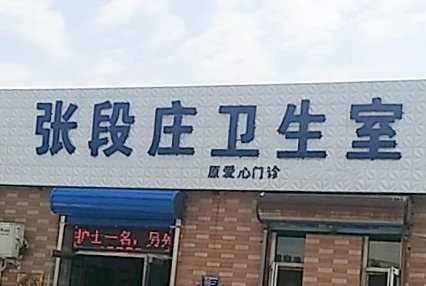 张段庄卫生室
原爱心门诊
护士一名，另外